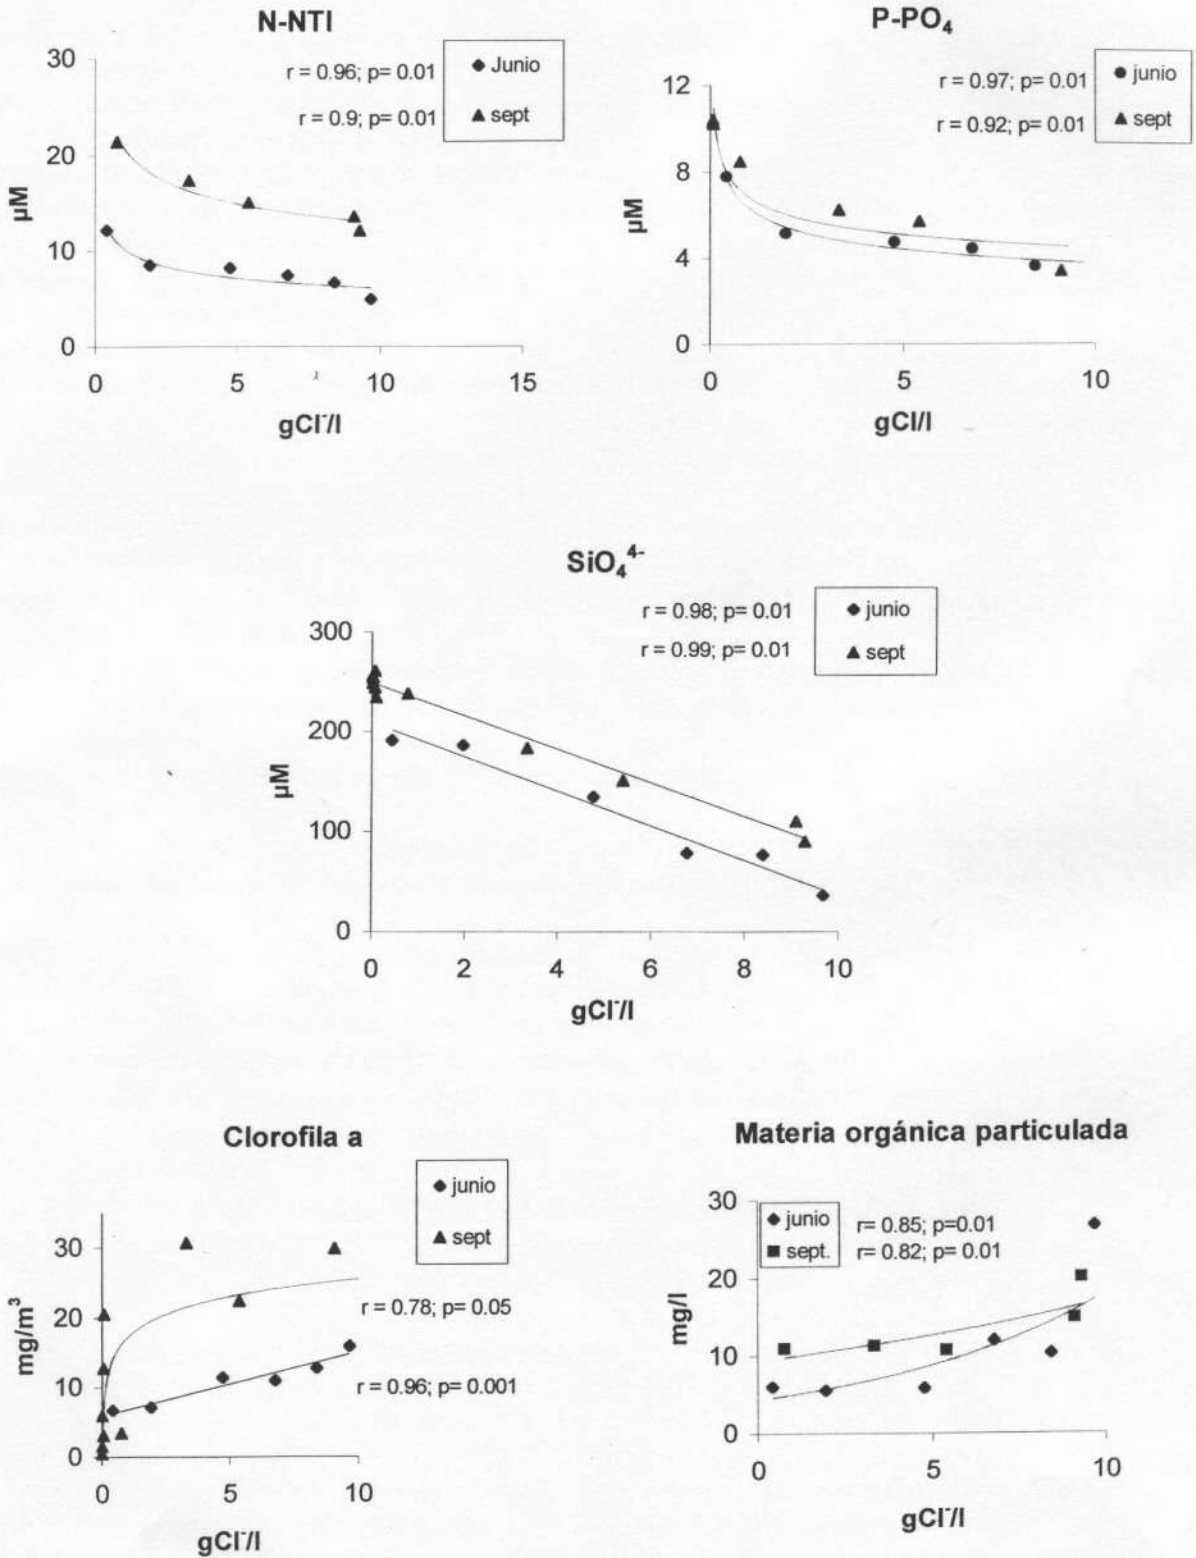 N-NTI
30
20
10
0
µM
0 5 10 15
gCl⁻/l
r = 0.96; p= 0.01
r = 0.9; p= 0.01
Junio
sept
P-PO₄
12
8
4
0
µM
0 5 10
gCl/l
r = 0.97; p= 0.01
r = 0.92; p= 0.01
junio
sept
SiO₄⁴⁻
r = 0.98; p= 0.01
r = 0.99; p= 0.01
junio
sept
300
200
100
0
µM
0 2 4 6 8 10
gCl⁻/l
Clorofila a
junio
sept
30
20
10
0
mg/m³
r = 0.78; p= 0.05
r = 0.96; p= 0.001
0 5 10
gCl⁻/l
Materia orgánica particulada
30
20
10
0
mg/l
junio
sept.
r= 0.85; p=0.01
r= 0.82; p= 0.01
0 5 10
gCl⁻/l